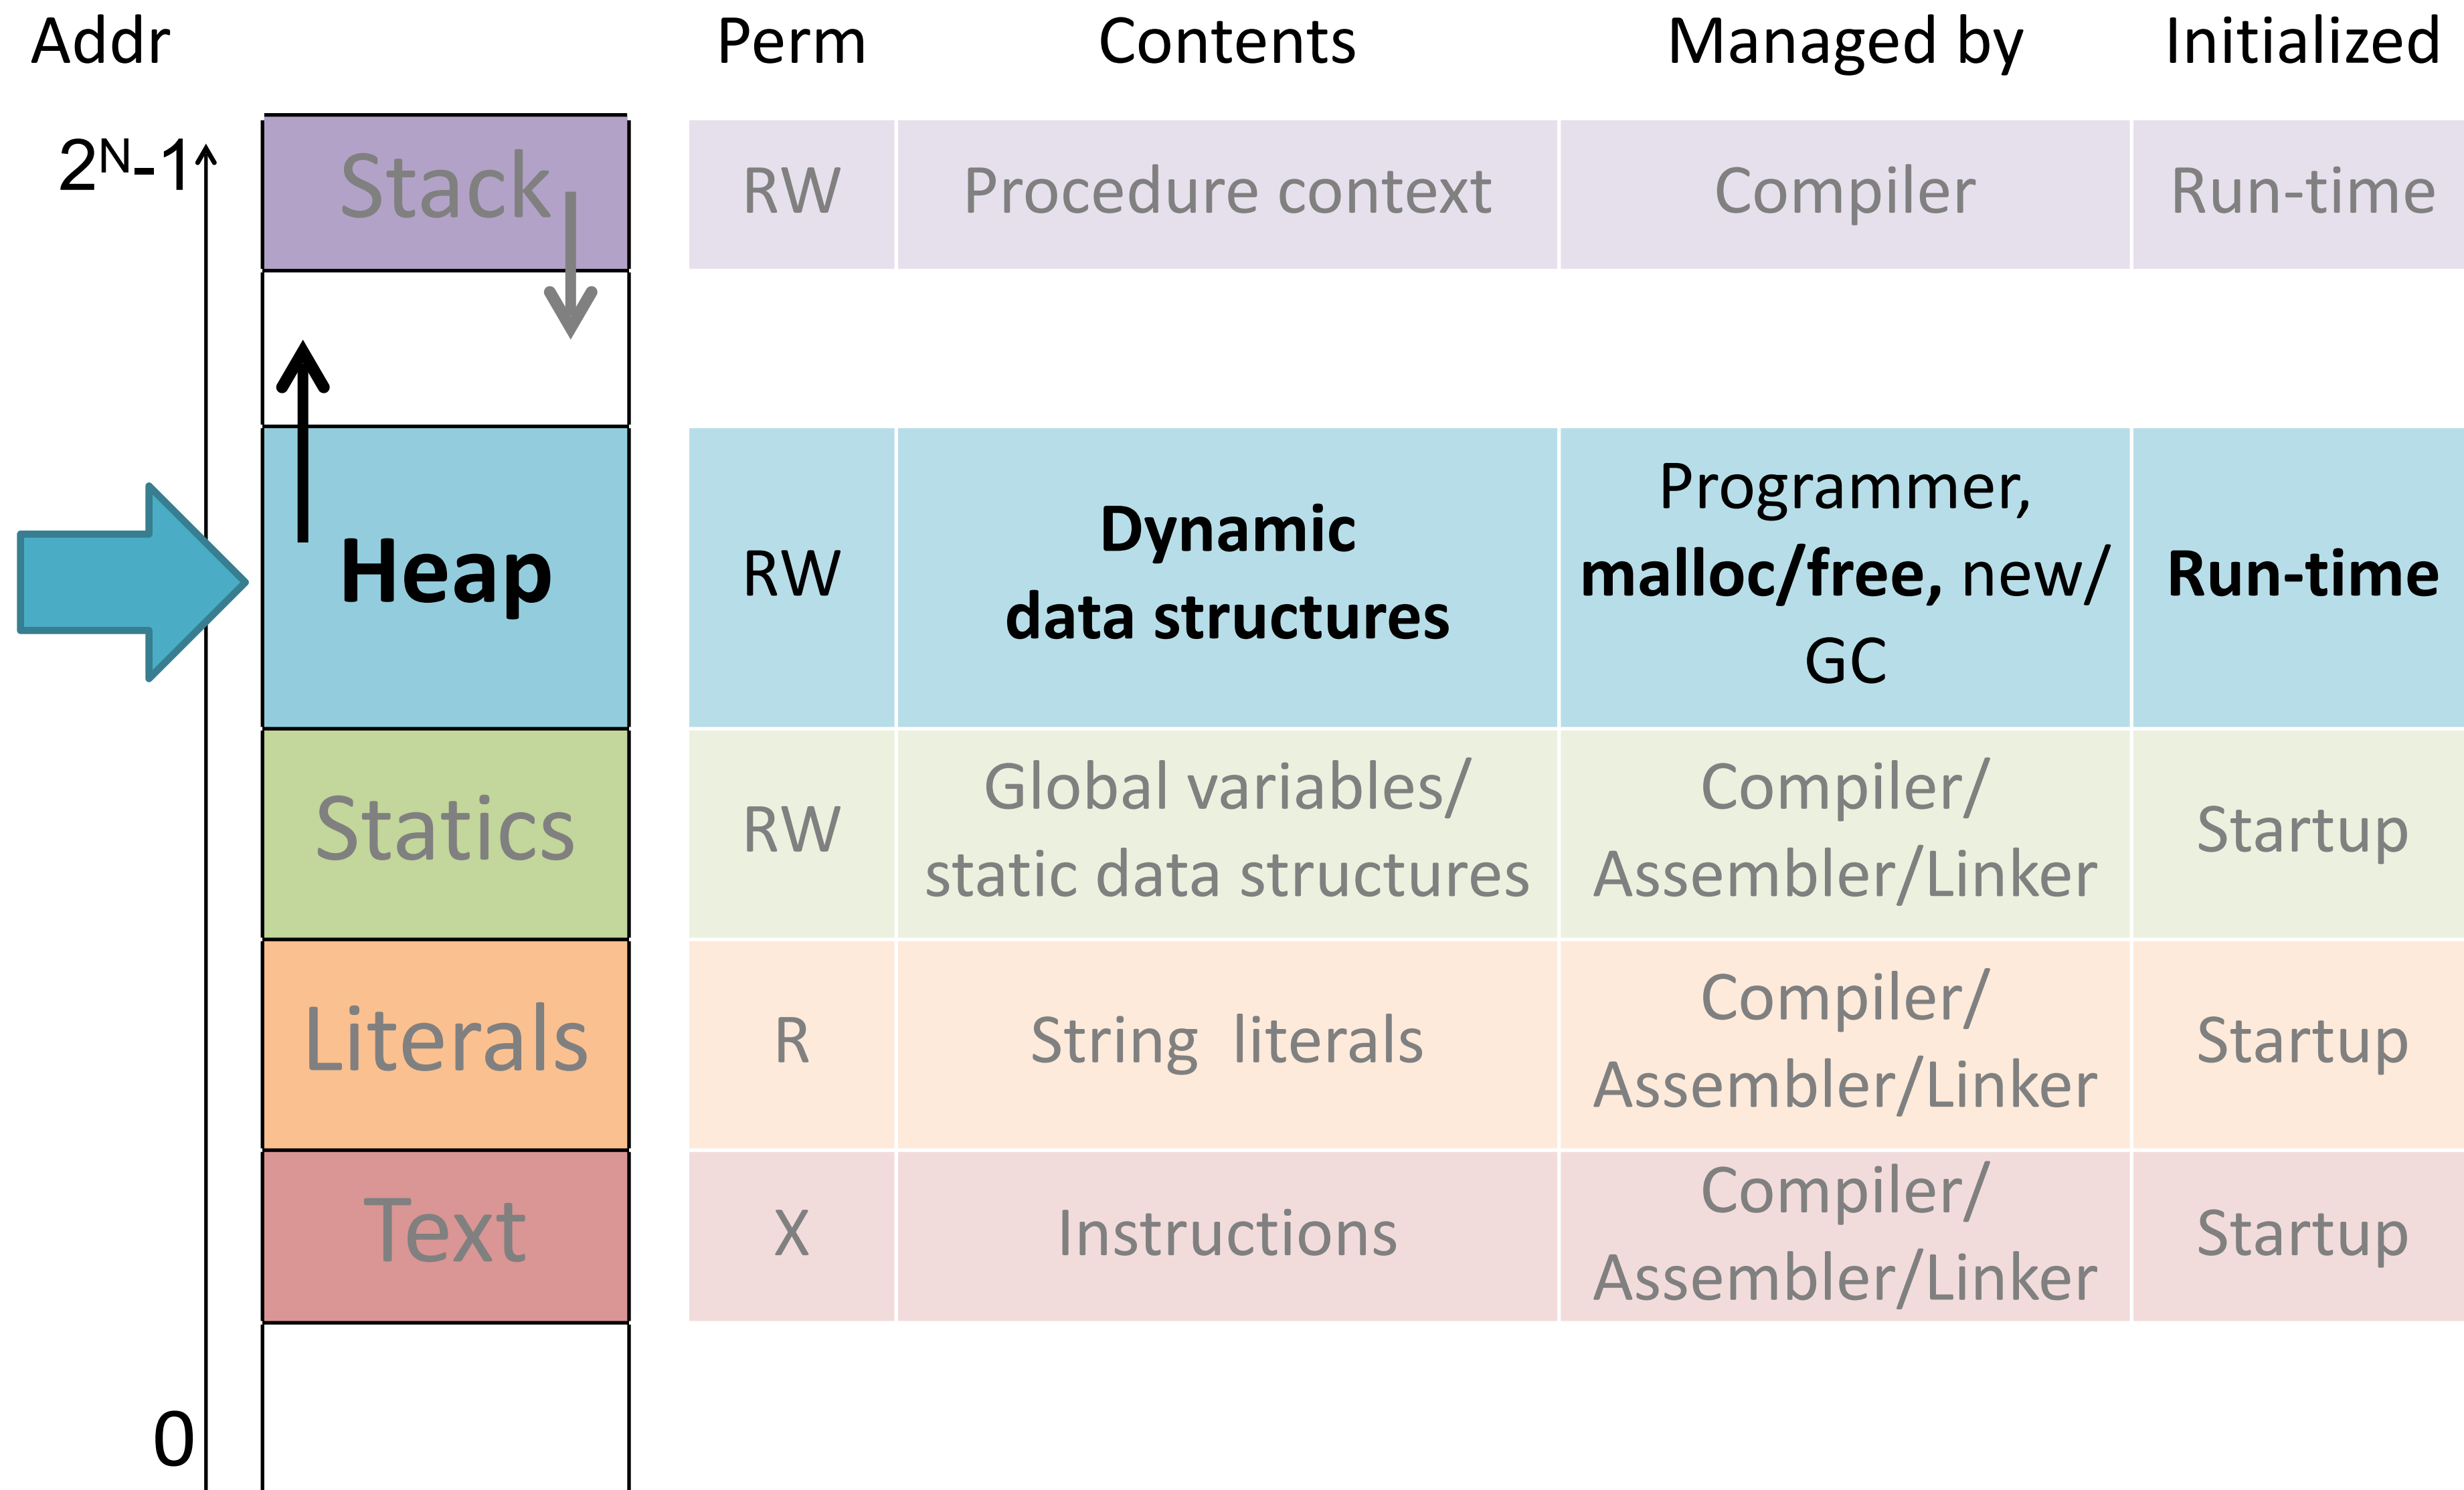 Addr Perm Contents Managed by Initialized
2ᴺ-1
Stack RW Procedure context Compiler Run-time
Heap RW Dynamic
data structures
Programmer,
malloc/free, new/
GC
Run-time
Statics RW Global variables/
static data structures
Compiler/
Assembler/Linker
Startup
Literals R String literals Compiler/
Assembler/Linker
Startup
Text X Instructions Compiler/
Assembler/Linker
Startup
0